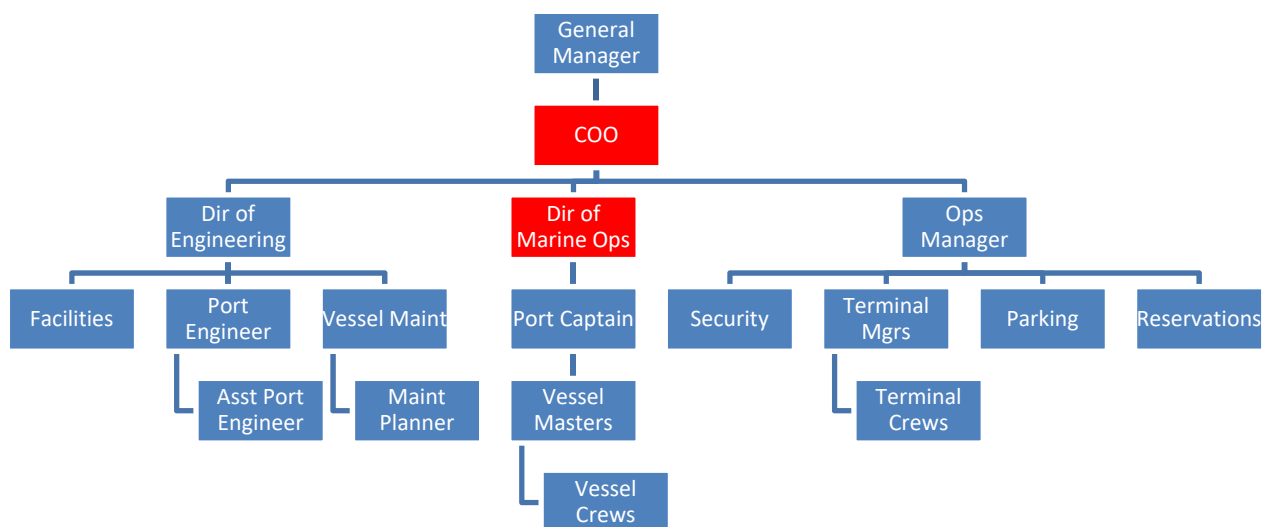 General
Manager
COO
Dir of
Engineering
Dir of
Marine Ops
Ops
Manager
Facilities
Port
Engineer
Vessel Maint
Port Captain
Security
Terminal
Mgrs
Parking
Reservations
Asst Port
Engineer
Maint
Planner
Vessel
Masters
Terminal
Crews
Vessel
Crews